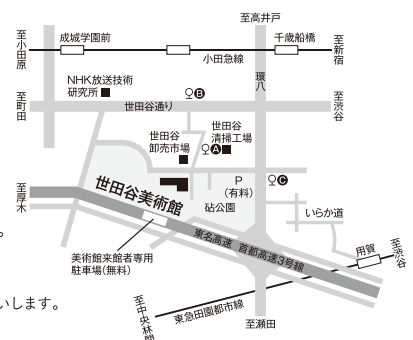 至高井戸
至小田原
成城学園前
千歳船橋
至新宿
小田急線
環八
NHK放送技術
研究所
B
至町田
世田谷通り
至渋谷
世田谷
卸売市場
世田谷
清掃工場
A
P
(有料)
C
砧公園
世田谷美術館
至厚木
いらか道
東名高速 首都高速3号線
用賀
至渋谷
美術館来館者専用
駐車場(無料)
至中央林間
東急田園都市線
至瀬田
。
いします。